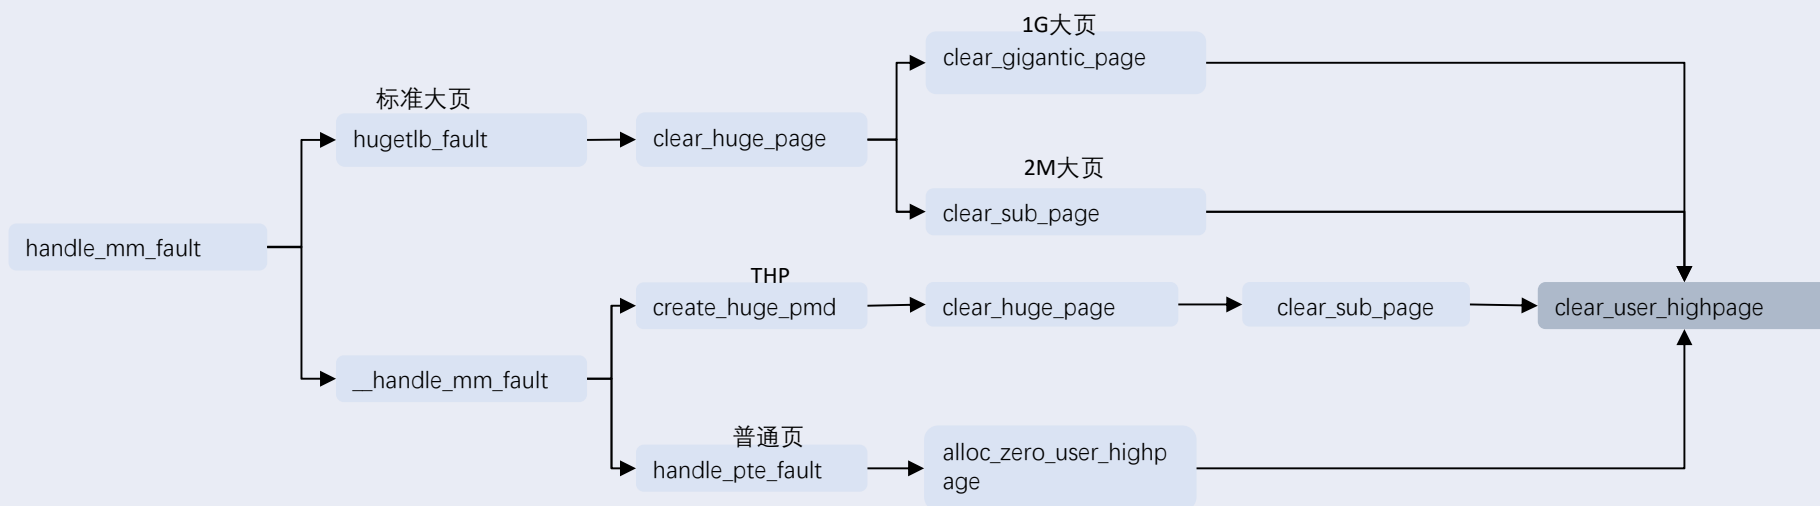 1G大页
clear_gigantic_page
标准大页
hugetlb_fault
clear_huge_page
2M大页
clear_sub_page
handle_mm_fault
THP
create_huge_pmd
clear_huge_page
clear_sub_page
clear_user_highpage
__handle_mm_fault
普通页
handle_pte_fault
alloc_zero_user_highp
age